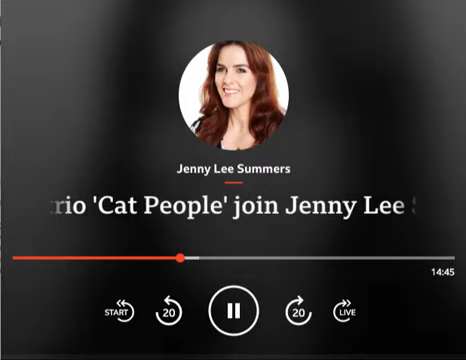 Jenny Lee Summers
rio 'Cat People' join Jenny Lee
14:45
START
20
20
LIVE